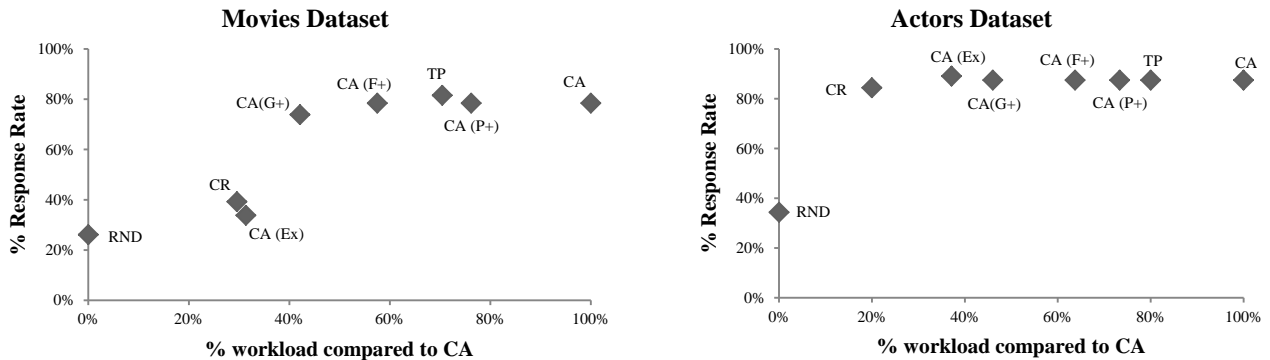 Movies Dataset
% Response Rate
100%
80%
60%
40%
20%
0%
RND
CR
CA (Ex)
CA(G+)
CA (F+)
TP
CA (P+)
CA
0% 20% 40% 60% 80% 100%
% workload compared to CA
Actors Dataset
% Response Rate
100%
80%
60%
40%
20%
0%
RND
CR
CA (Ex)
CA(G+)
CA (F+)
CA (P+)
TP
CA
0% 20% 40% 60% 80% 100%
% workload compared to CA